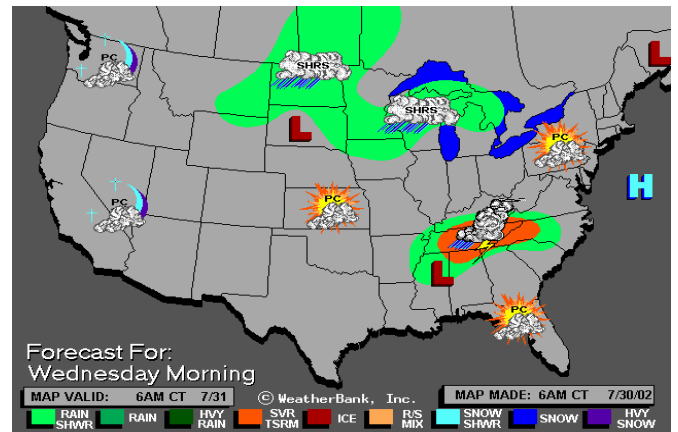 PC
SHRS
SHRS
L
L
PC
H
PC
PC
L
PC
Forecast For:
Wednesday Morning
MAP VALID: 6AM CT 7/31
© WeatherBank, Inc.
MAP MADE: 6AM CT 7/30/02
RAIN SHWR
RAIN
HVY RAIN
SVR TSRM
ICE
R/S MIX
SNOW SHWR
SNOW
HVY SNOW